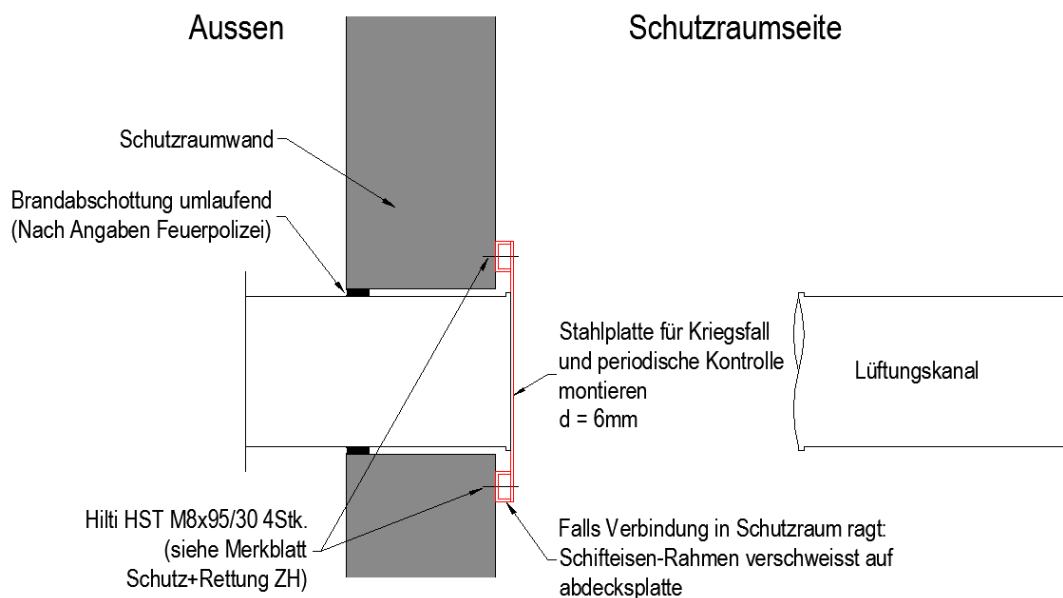 Aussen
Schutzraumseite
Schutzraumwand
Brandabschottung umlaufend
(Nach Angaben Feuerpolizei)
Stahlplatte für Kriegsfall
und periodische Kontrolle
montieren
d = 6mm
Lüftungskanal
Hilti HST M8x95/30 4Stk.
(siehe Merkblatt
Schutz+Rettung ZH)
Falls Verbindung in Schutzraum ragt:
Schifteisen-Rahmen verschweisst auf
abdecksplatte